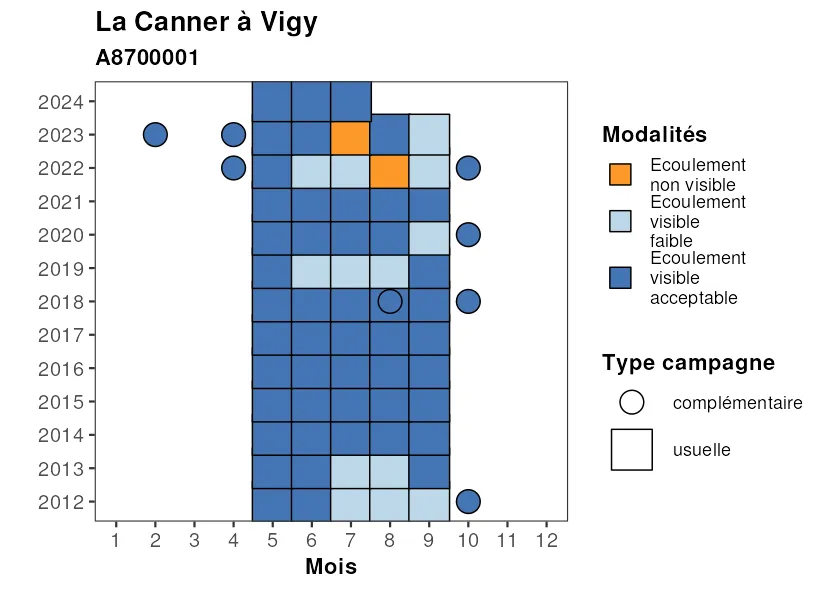 La Canner à Vigy
A8700001
2024
2023
2022
2021
2020
2019
2018
2017
2016
2015
2014
2013
2012
1 2 3 4 5 6 7 8 9 10 11 12
Mois
Modalités
Ecoulement
non visible
Ecoulement
visible
faible
Ecoulement
visible
acceptable
Type campagne
complémentaire
usuelle